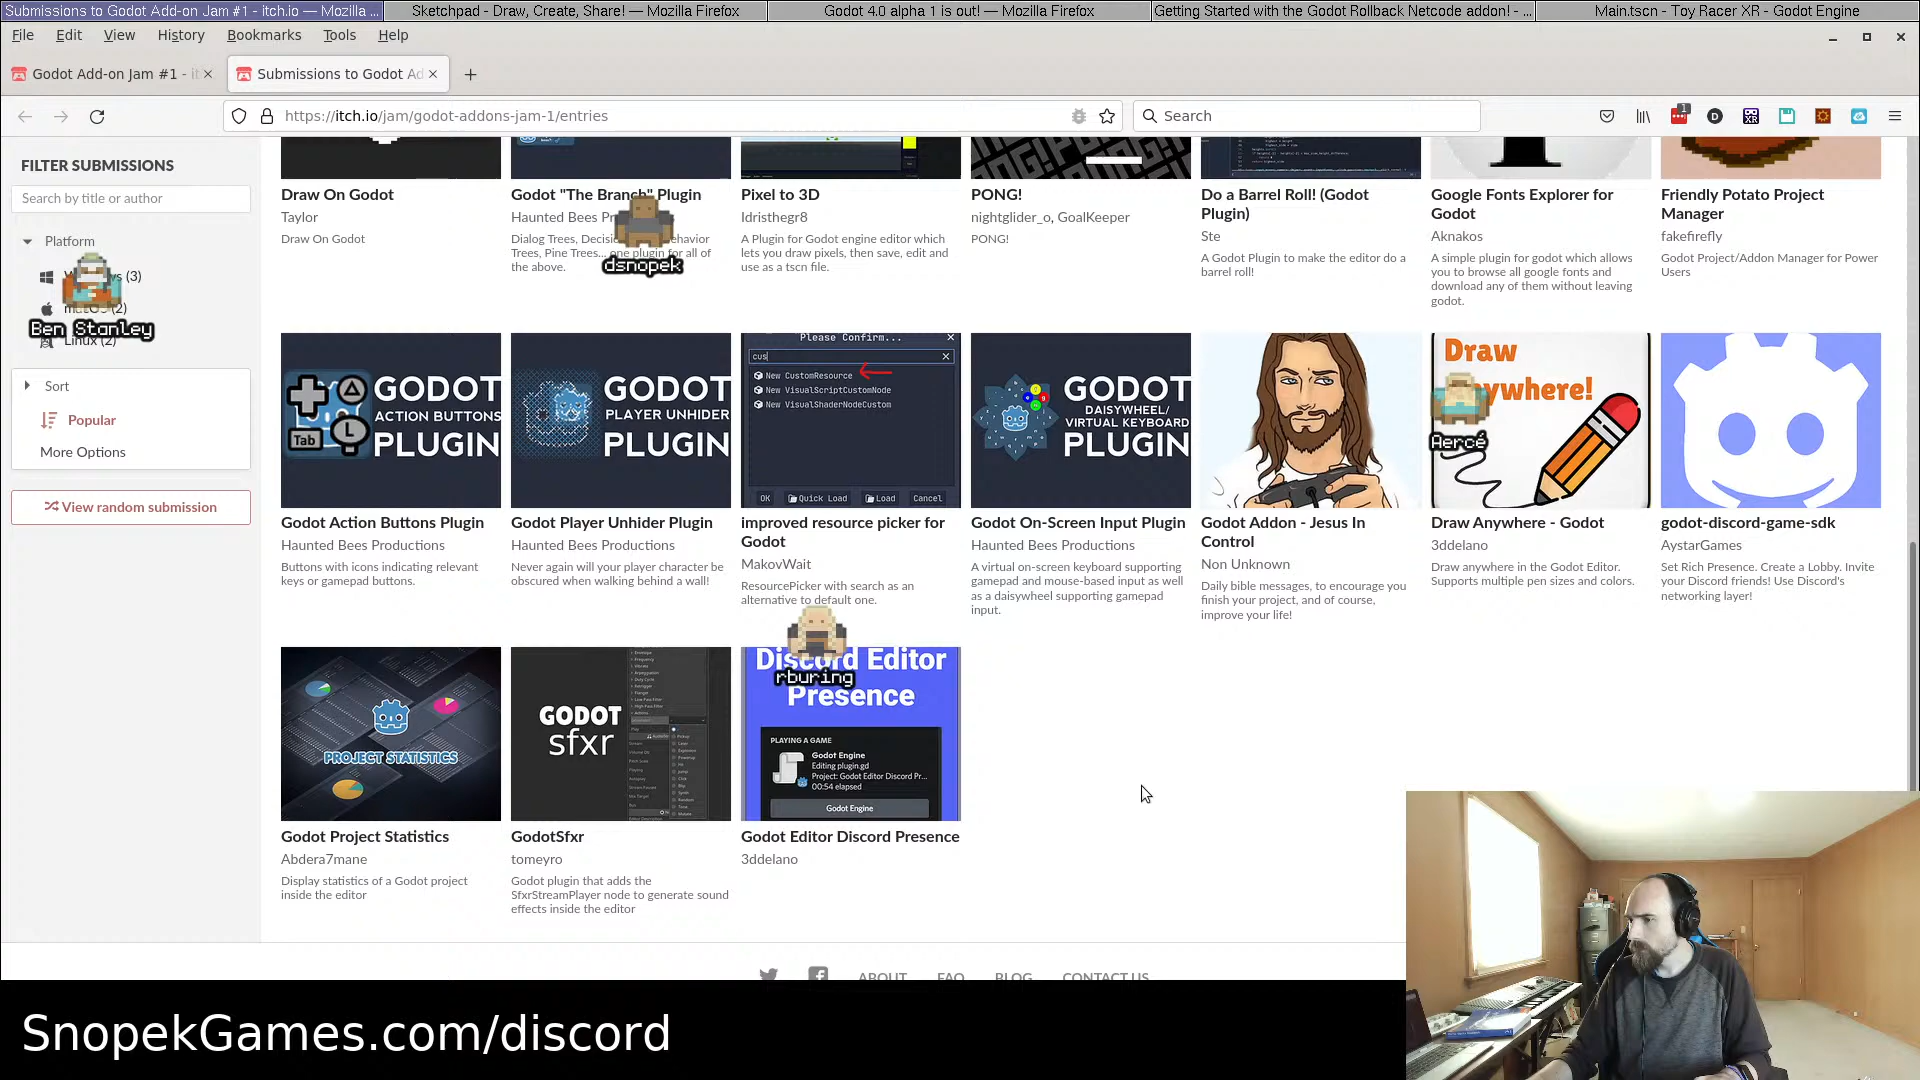 Submissions to Godot Add-on Jam #1 - itch.io — Mozilla ...
Sketchpad - Draw, Create, Share! — Mozilla Firefox
Godot 4.0 alpha 1 is out! — Mozilla Firefox
Getting Started with the Godot Rollback Netcode addon! - ...
Main.tscn - Toy Racer XR - Godot Engine
File Edit View History Bookmarks Tools Help
Godot Add-on Jam #1 - it
Submissions to Godot Ad
https://itch.io/jam/godot-addons-jam-1/entries
Search
1
FILTER SUBMISSIONS
Search by title or author
Platform
(3)
(2)
Linux (2)
Ben Stanley
Sort
Popular
More Options
View random submission
Draw On Godot
Taylor
Draw On Godot
Godot "The Branch" Plugin
Haunted Bees
Dialog Trees,
Trees, Pine Trees... one plugin for all of
the above.
dsnopek
Pixel to 3D
Idristhegr8
A Plugin for Godot engine editor which
lets you draw pixels, then save, edit and
use as a tscn file.
PONG!
nightglider_o, GoalKeeper
PONG!
Do a Barrel Roll! (Godot
Plugin)
Ste
A Godot Plugin to make the editor do a
barrel roll!
Google Fonts Explorer for
Godot
Aknakos
A simple plugin for godot which allows
you to browse all google fonts and
download any of them without leaving
godot.
Friendly Potato Project
Manager
fakefirefly
Godot Project/Addon Manager for Power
Users
GODOT
ACTION BUTTONS
PLUGIN
Tab
L
Godot Action Buttons Plugin
Haunted Bees Productions
Buttons with icons indicating relevant
keys or gamepad buttons.
GODOT
PLAYER UNHIDER
PLUGIN
Godot Player Unhider Plugin
Haunted Bees Productions
Never again will your player character be
obscured when walking behind a wall!
Please Confirm...
cus
New CustomResource
New VisualScriptCustomNode
New VisualShaderNodeCustom
OK Quick Load Load Cancel
improved resource picker for
Godot
MakovWait
ResourcePicker with search as an
alternative to default one.
rburing
GODOT
DAISYWHEEL/
VIRTUAL KEYBOARD
PLUGIN
Godot On-Screen Input Plugin
Haunted Bees Productions
A virtual on-screen keyboard supporting
gamepad and mouse-based input as well
as a daisywheel supporting gamepad
input.
Godot Addon - Jesus In
Control
Non Unknown
Daily bible messages, to encourage you
finish your project, and of course,
improve your life!
Draw
Aercé
Draw Anywhere - Godot
3ddelano
Draw anywhere in the Godot Editor.
Supports multiple pen sizes and colors.
godot-discord-game-sdk
AystarGames
Set Rich Presence. Create a Lobby. Invite
your Discord friends! Use Discord's
networking layer!
PROJECT STATISTICS
Godot Project Statistics
Abdera7mane
Display statistics of a Godot project
inside the editor
GODOT
sfxr
GodotSfxr
tomeyro
Godot plugin that adds the
SfxrStreamPlayer node to generate sound
effects inside the editor
Discord Editor
Presence
PLAYING A GAME
Godot Engine
Editing plugin.gd
Project: Godot Editor Discord Pr...
00:54 elapsed
Godot Engine
Godot Editor Discord Presence
3ddelano
ABOUT FAQ BLOG CONTACT US
SnopekGames.com/discord